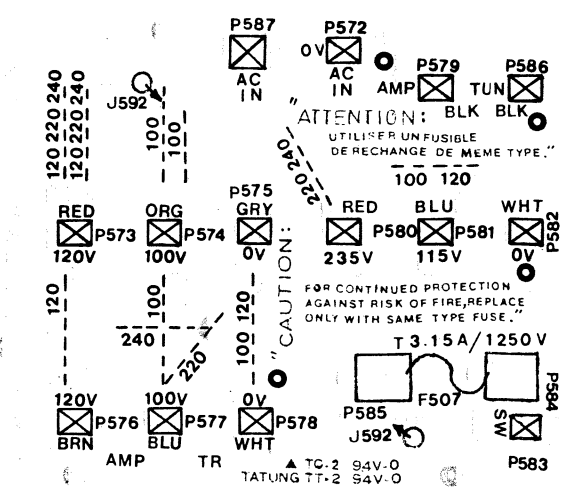 P587 P572
0V
AC IN
AC IN
P579 P586
AMP TUN
BLK BLK
J592
120 220 240
120 220 240
100
100
"ATTENTION:
UTILISER UN FUSIBLE
DE RECHANGE DE MEME TYPE."
220 240
100 120
RED ORG P575 GRY
P573 P574
120V 100V 0V
RED BLU WHT
P580 P581 P582
235V 115V 0V
"CAUTION:
FOR CONTINUED PROTECTION
AGAINST RISK OF FIRE,REPLACE
ONLY WITH SAME TYPE FUSE."
120
100
240
220
100 120
T 3.15A/1250V
P585 F507 P584
J592
SW
P583
120V 100V 0V
P576 P577 P578
BRN BLU WHT
AMP TR
▲ TC-2 94V-0
TATUNG TT-2 94V-0